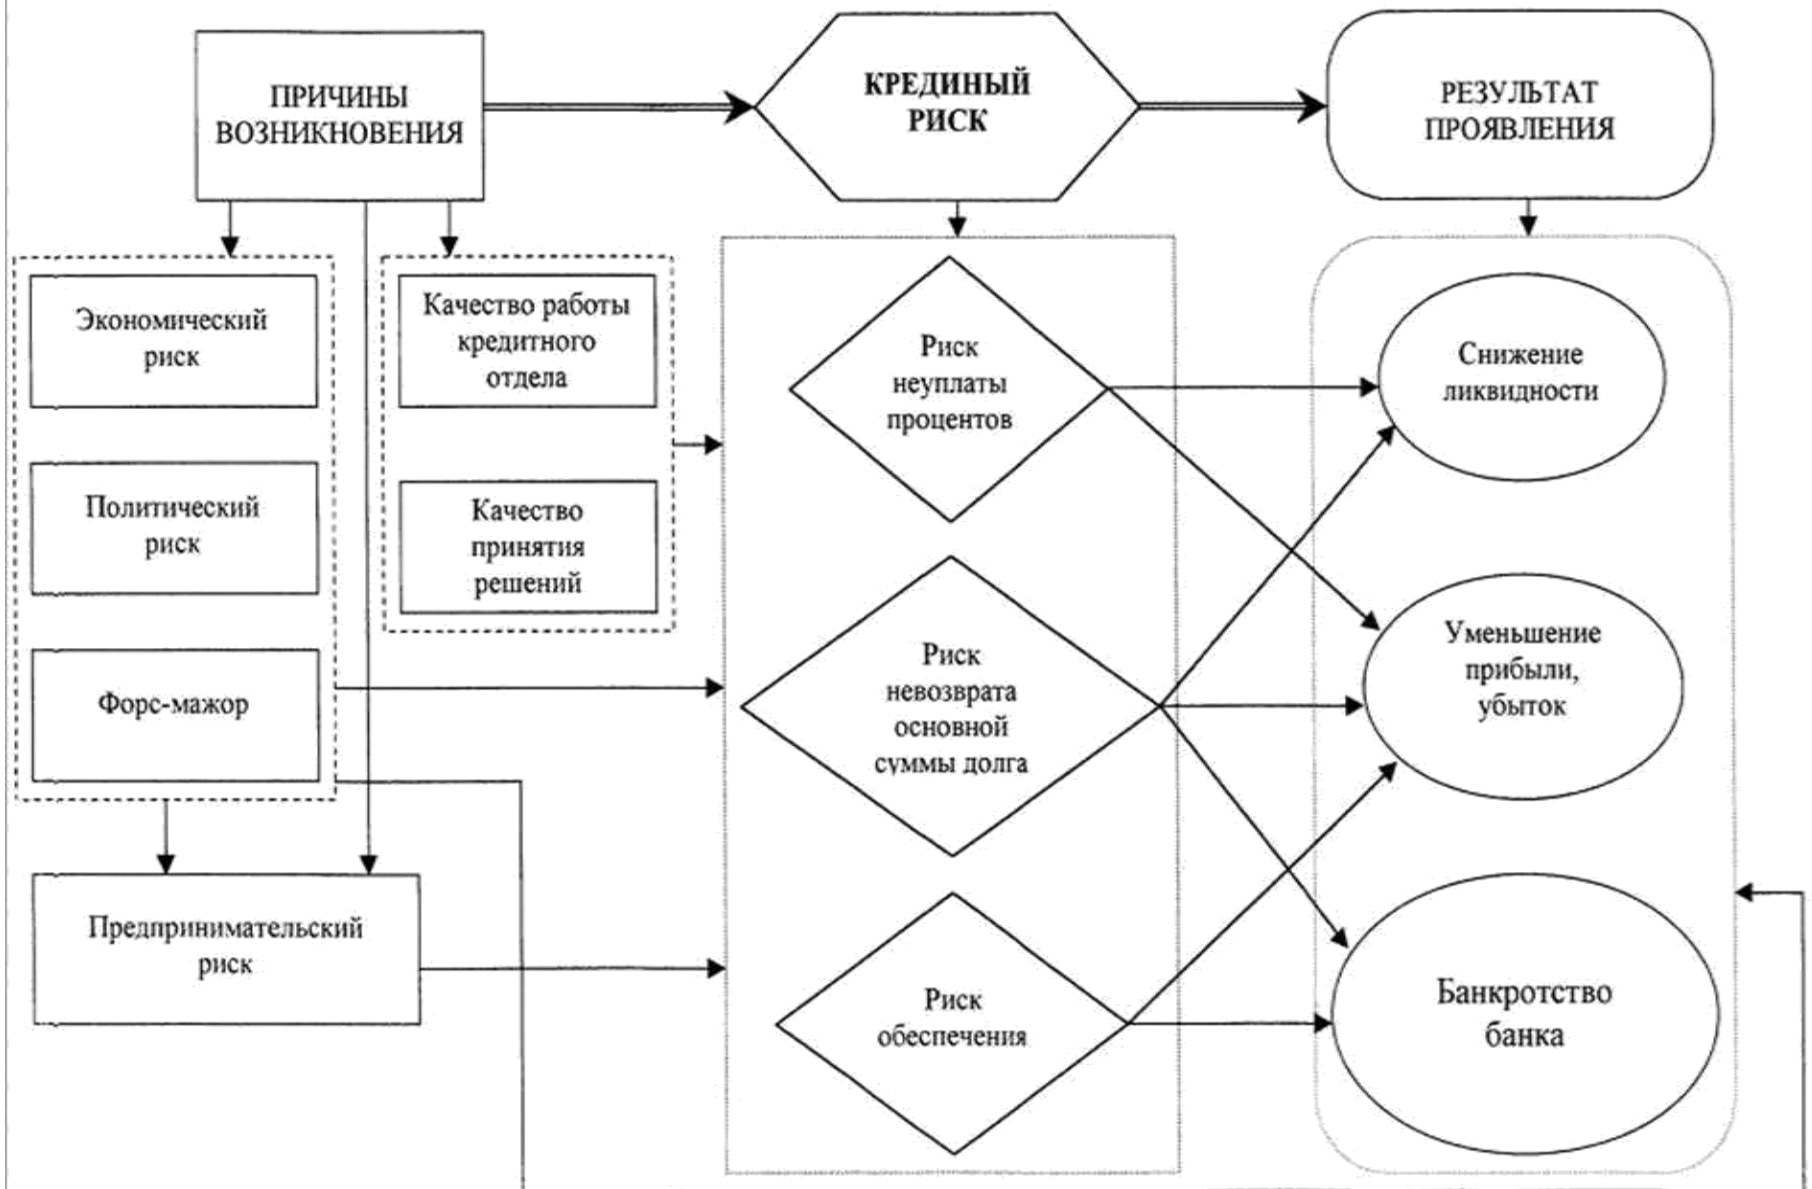 ПРИЧИНЫ
ВОЗНИКНОВЕНИЯ
КРЕДИНЫЙ
РИСК
РЕЗУЛЬТАТ
ПРОЯВЛЕНИЯ
Экономический
риск
Политический
риск
Форс-мажор
Предпринимательский
риск
Качество работы
кредитного
отдела
Качество
принятия
решений
Риск
неуплаты
процентов
Риск
невозврата
основной
суммы долга
Риск
обеспечения
Снижение
ликвидности
Уменьшение
прибыли,
убыток
Банкротство
банка